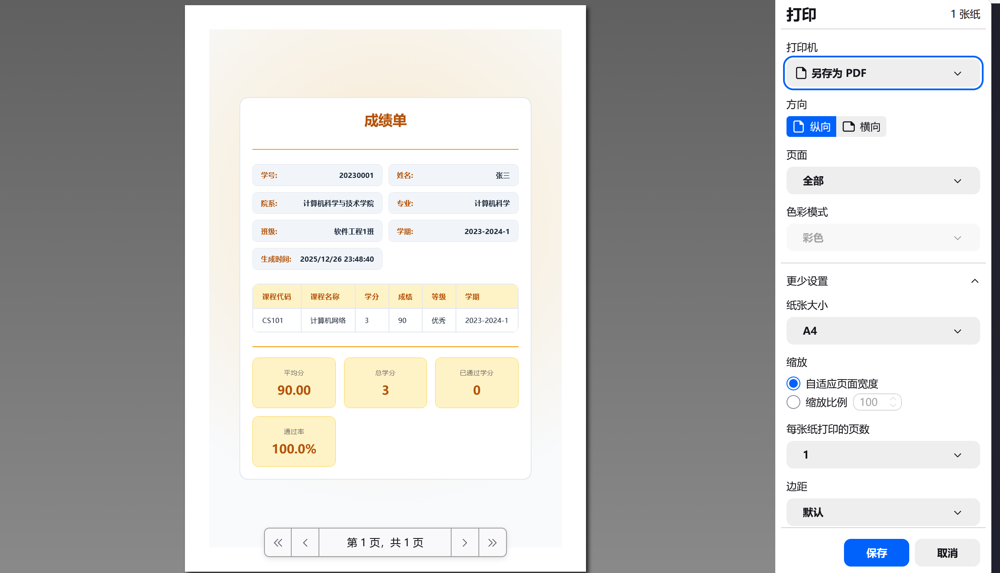 成绩单
学号: 20230001
姓名: 张三
院系: 计算机科学与技术学院
专业: 计算机科学
班级: 软件工程1班
学期: 2023-2024-1
生成时间: 2025/12/26 23:48:40
课程代码 课程名称 学分 成绩 等级 学期
CS101 计算机网络 3 90 优秀 2023-2024-1
平均分 总学分 已通过学分
90.00 3 0
通过率
100.0%
第 1 页，共 1 页
打印 1 张纸
打印机
另存为 PDF
方向
纵向 横向
页面
全部
色彩模式
彩色
更少设置
纸张大小
A4
缩放
自适应页面宽度
缩放比例 100
每张纸打印的页数
1
边距
默认
保存 取消